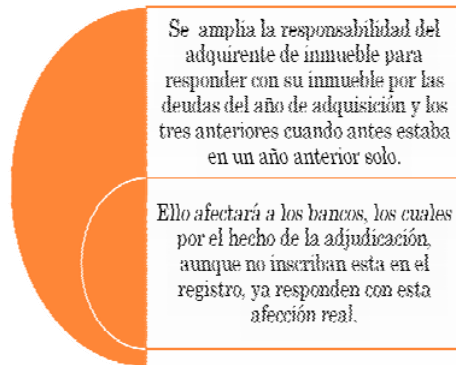 Se amplia la responsabilidad del
adquirente de inmueble para
responder con su inmueble por las
deudas del año de adquisición y los
tres anteriores cuando antes estaba
en un año anterior solo.
Ello afectará a los bancos, los cuales
por el hecho de la adjudicación,
aunque no inscriban esta en el
registro, ya responden con esta
afección real.